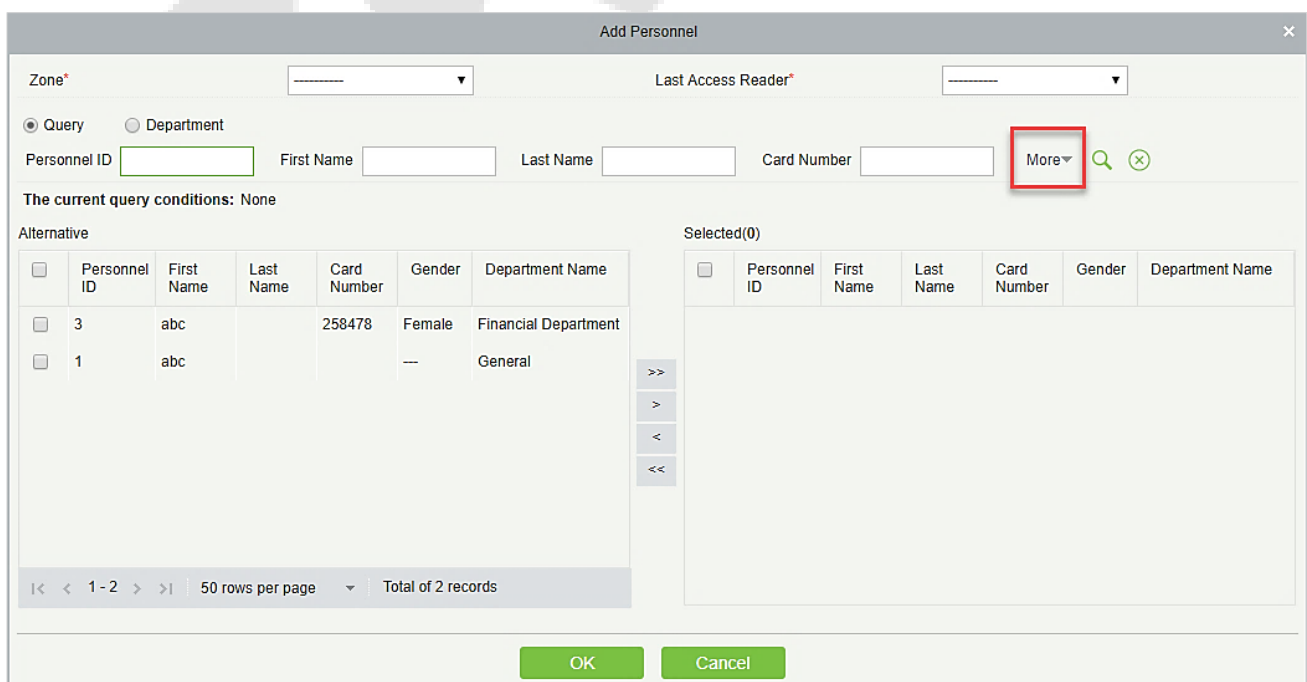 Add Personnel ×
Zone* ---------- ▼ Last Access Reader* ---------- ▼
Query Department
Personnel ID First Name Last Name Card Number More
The current query conditions: None
Alternative Selected(0)
Personnel ID First Name Last Name Card Number Gender Department Name Personnel ID First Name Last Name Card Number Gender Department Name
3 abc 258478 Female Financial Department
1 abc --- General
>>
>
<
<<
|< < 1 - 2 > >| 50 rows per page Total of 2 records
OK Cancel